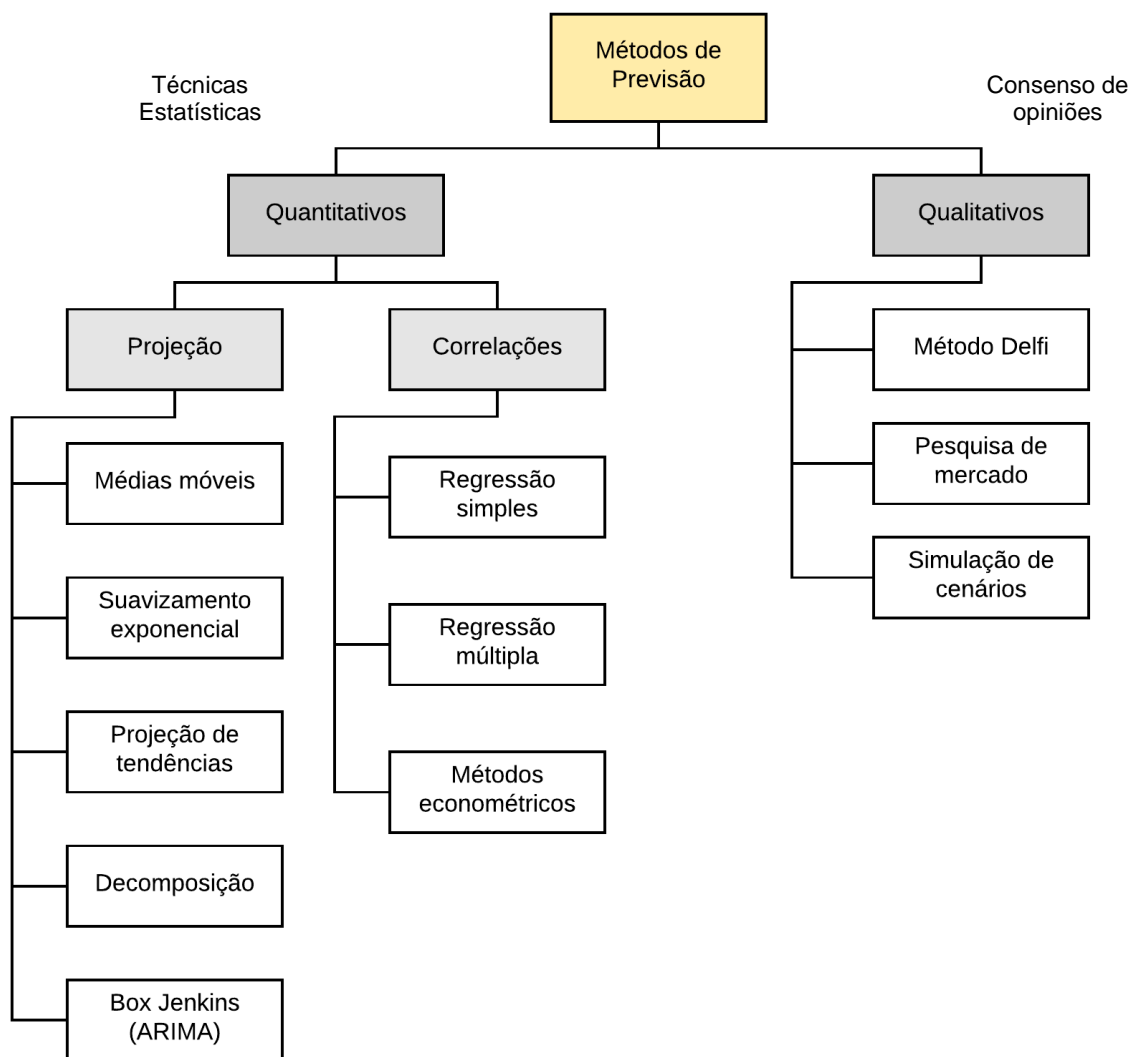 Métodos de
Previsão
Técnicas
Estatísticas
Consenso de
opiniões
Quantitativos
Qualitativos
Projeção
Correlações
Médias móveis
Suavizamento
exponencial
Projeção de
tendências
Decomposição
Box Jenkins
(ARIMA)
Regressão
simples
Regressão
múltipla
Métodos
econométricos
Método Delfi
Pesquisa de
mercado
Simulação de
cenários